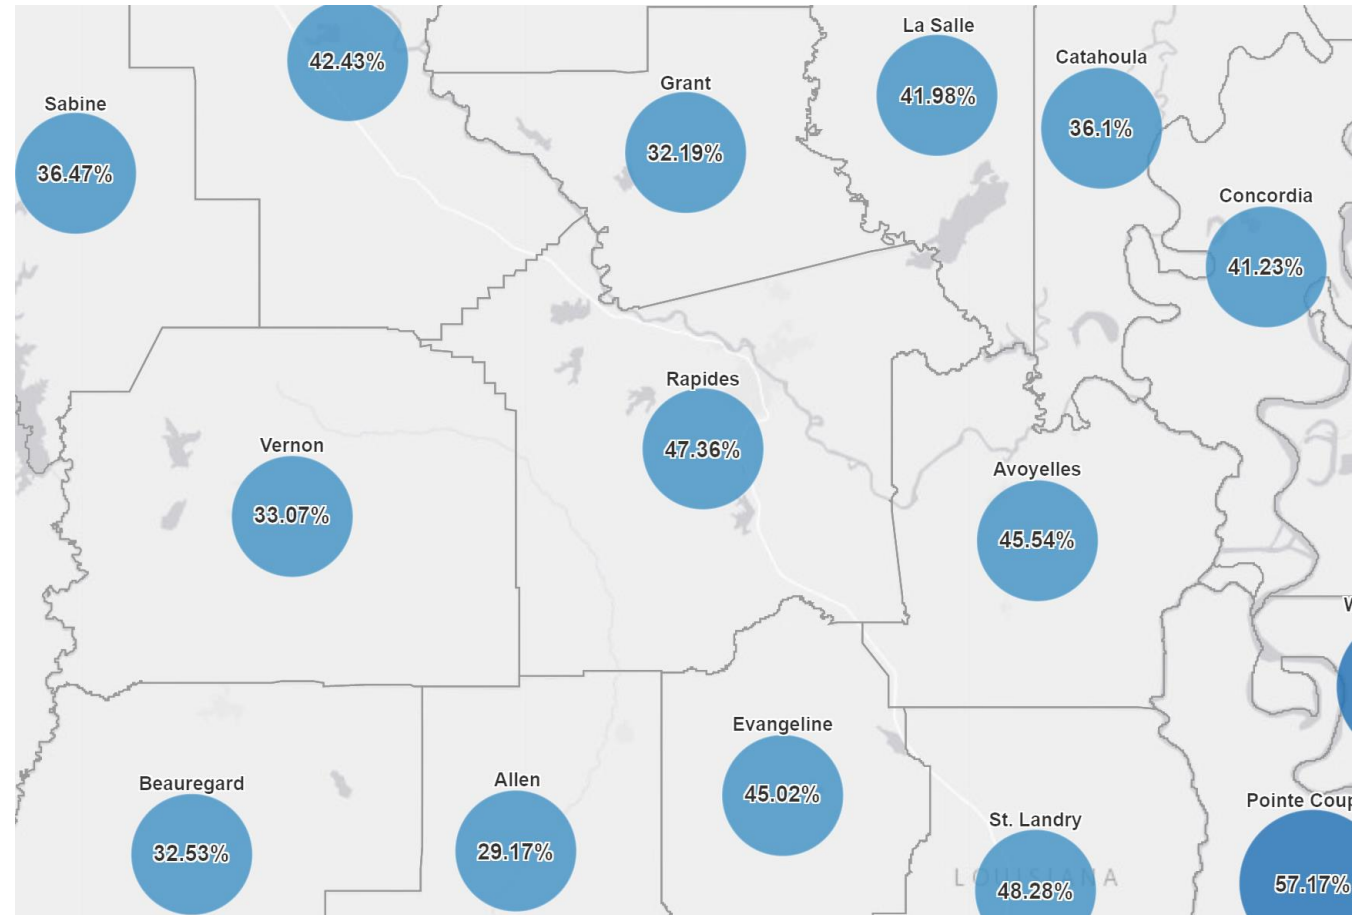 La Salle
42.43%
Catahoula
Grant
41.98%
Sabine
36.1%
32.19%
36.47%
Concordia
41.23%
Rapides
Vernon
47.36%
Avoyelles
33.07%
45.54%
W
Evangeline
Beauregard
Allen
45.02%
Pointe Coup
St. Landry
32.53%
29.17%
LOUISIANA
57.17%
48.28%